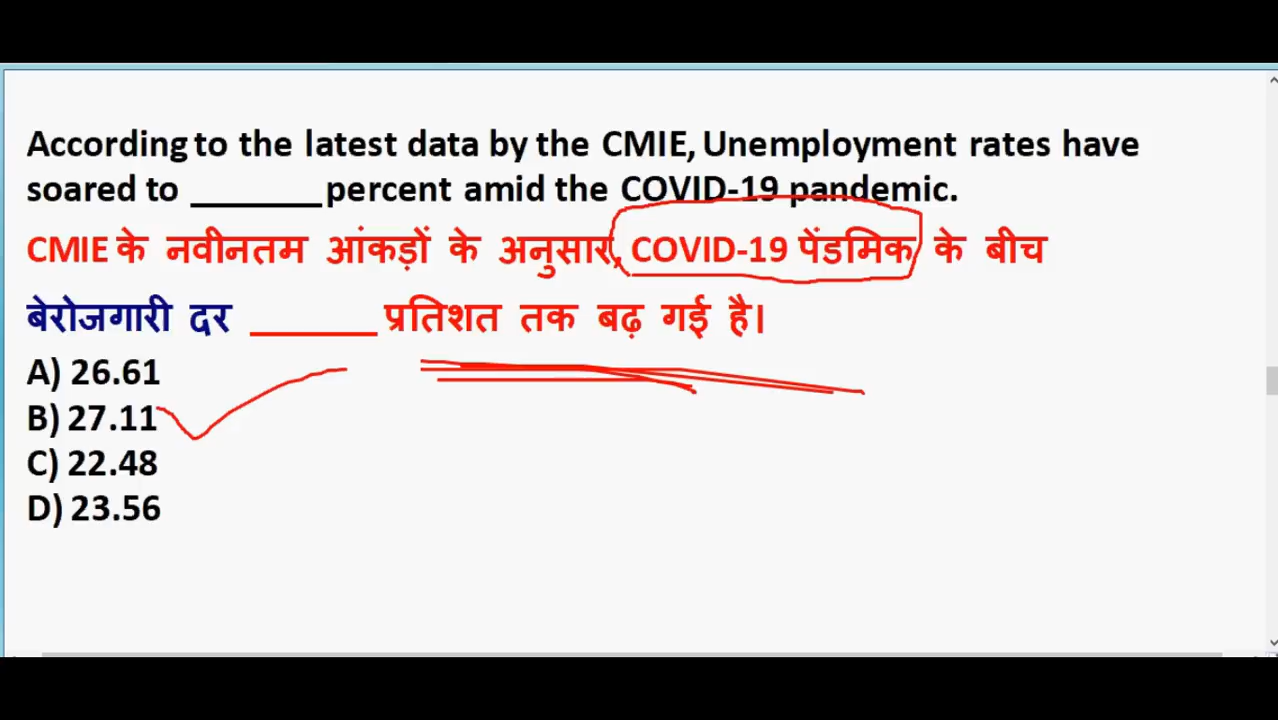 According to the latest data by the CMIE, Unemployment rates have
soared to _______ percent amid the COVID-19 pandemic.
CMIE के नवीनतम आंकड़ों के अनुसार, COVID-19 पेंडमिक के बीच
बेरोजगारी दर _______ प्रतिशत तक बढ़ गई है।
A) 26.61
B) 27.11
C) 22.48
D) 23.56